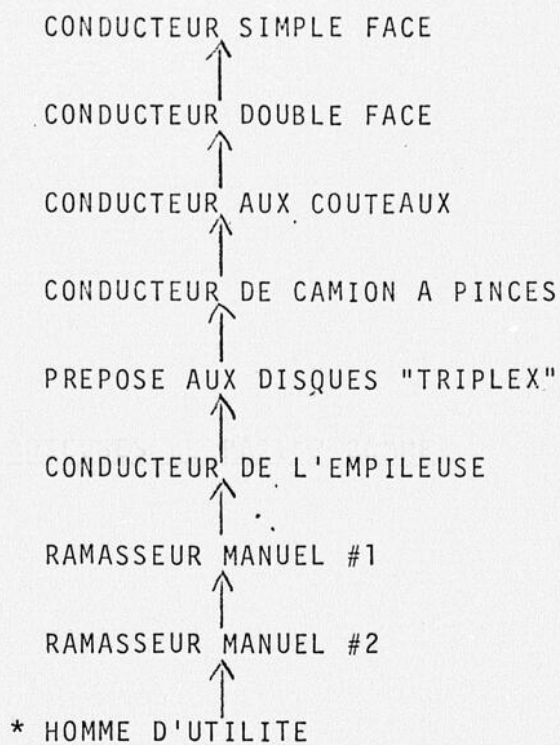 CONDUCTEUR SIMPLE FACE
CONDUCTEUR DOUBLE FACE
CONDUCTEUR AUX COUTEAUX
CONDUCTEUR DE CAMION A PINCES
PREPOSE AUX DISQUES "TRIPLEX"
CONDUCTEUR DE L'EMPILEUSE
RAMASSEUR MANUEL #1
RAMASSEUR MANUEL #2
* HOMME D'UTILITE